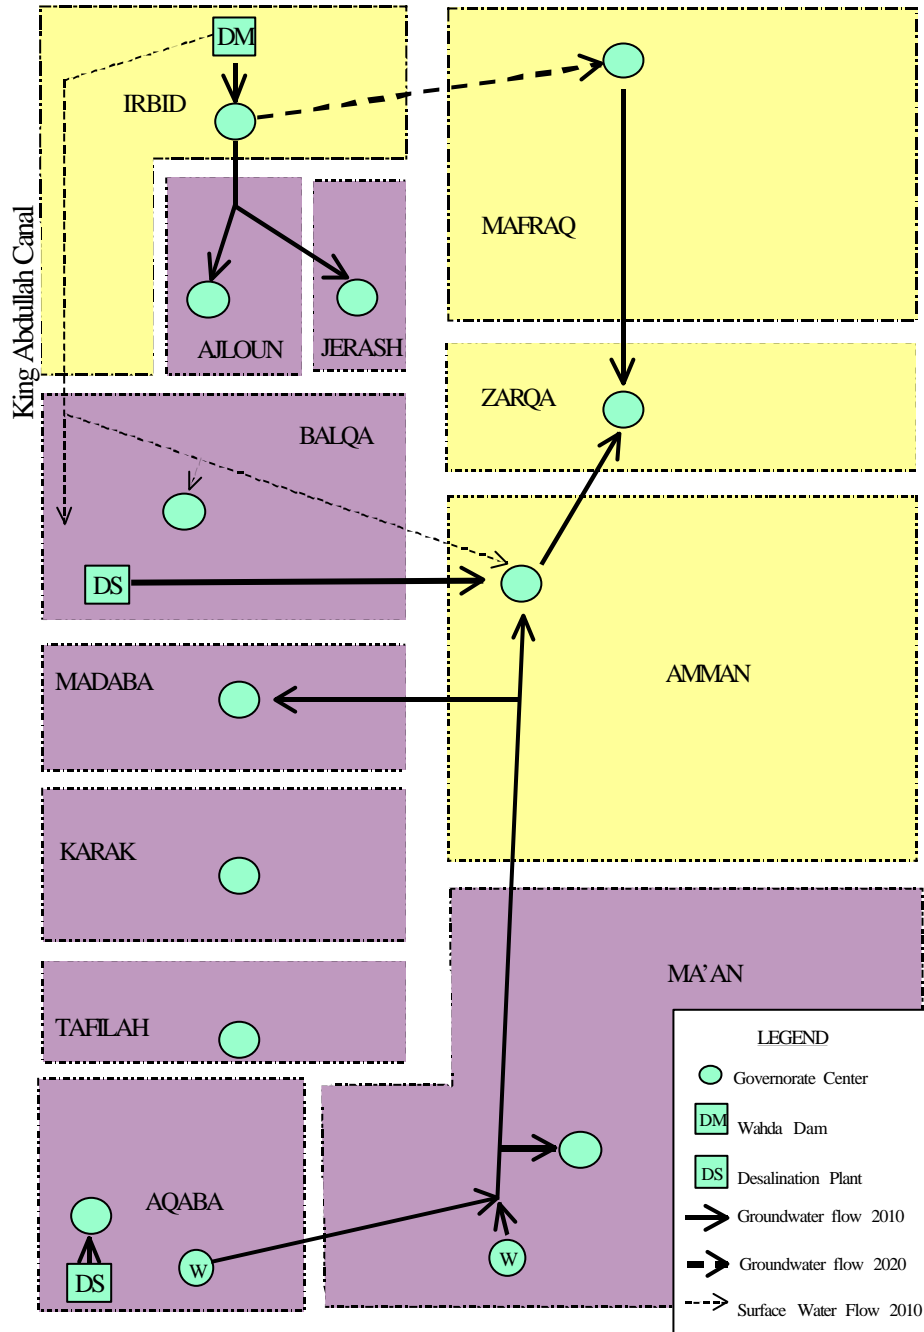 DM
IRBID
MAFRAQ
King Abdullah Canal
AJLOUN
JERASH
ZARQA
BALQA
DS
MADABA
AMMAN
KARAK
MA'AN
TAFILAH
AQABA
W
W
DS
LEGEND
Governorate Center
DM Wahda Dam
DS Desalination Plant
Groundwater flow 2010
Groundwater flow 2020
Surface Water Flow 2010